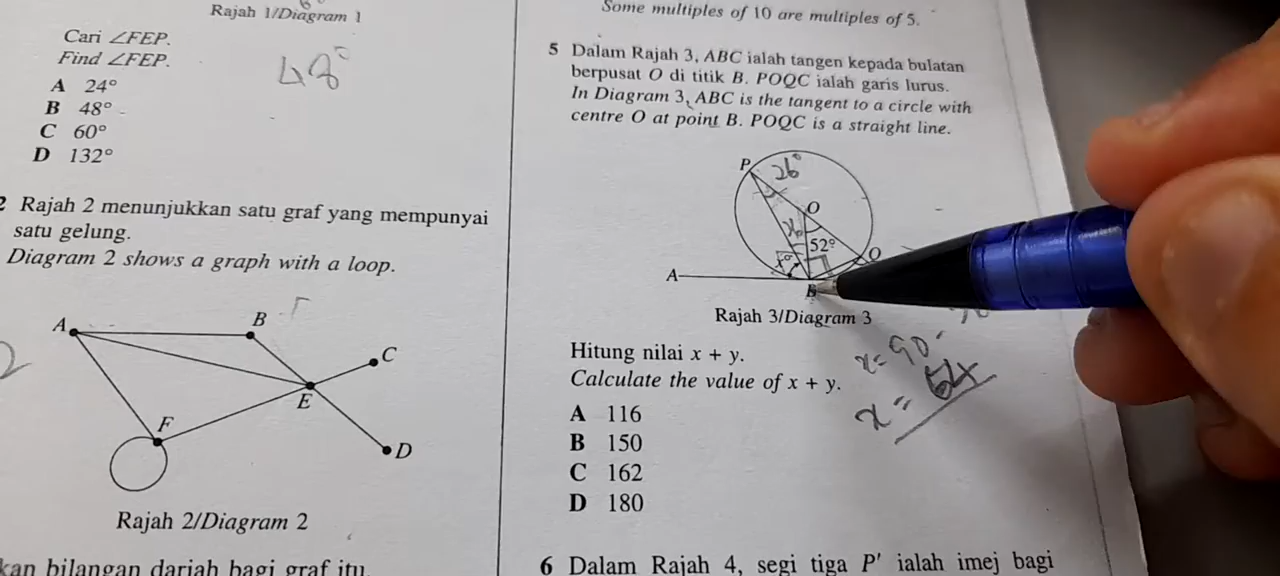 Rajah 1/Diagram 1
Cari ∠FEP.
Find ∠FEP.
48°
A 24°
B 48°
C 60°
D 132°
2 Rajah 2 menunjukkan satu graf yang mempunyai
satu gelung.
Diagram 2 shows a graph with a loop.
A
B
C
E
F
D
Rajah 2/Diagram 2
kan bilangan darjah bagi graf itu.
Some multiples of 10 are multiples of 5.
5 Dalam Rajah 3, ABC ialah tangen kepada bulatan
berpusat O di titik B. POQC ialah garis lurus.
In Diagram 3, ABC is the tangent to a circle with
centre O at point B. POQC is a straight line.
P
26°
O
52°
x°
Q
A
B
Rajah 3/Diagram 3
Hitung nilai x + y.
Calculate the value of x + y.
x = 90 -
x = 64
A 116
B 150
C 162
D 180
6 Dalam Rajah 4, segi tiga P' ialah imej bagi